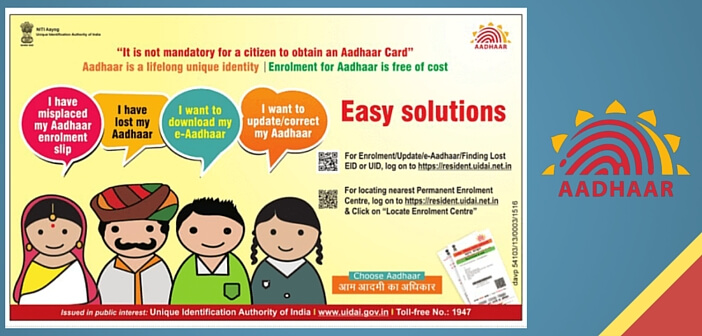 NITI Aayog
Unique Identification Authority of India
AADHAAR
“It is not mandatory for a citizen to obtain an Aadhaar Card”
Aadhaar is a lifelong unique identity | Enrolment for Aadhaar is free of cost
I have
misplaced
my Aadhaar
enrolment
slip
I have
lost my
Aadhaar
I want to
download my
e-Aadhaar
I want to
update/correct
my Aadhaar
Easy solutions
For Enrolment/Update/e-Aadhaar/Finding Lost
EID or UID, log on to https://resident.uidai.net.in
For locating nearest Permanent Enrolment
Centre, log on to https://resident.uidai.net.in
& Click on “Locate Enrolment Centre”
Choose Aadhaar
आम आदमी का अधिकार
davp 54103/13/0003/1516
Issued in public interest: Unique Identification Authority of India I www.uidai.gov.in I Toll-free No.: 1947
AADHAAR